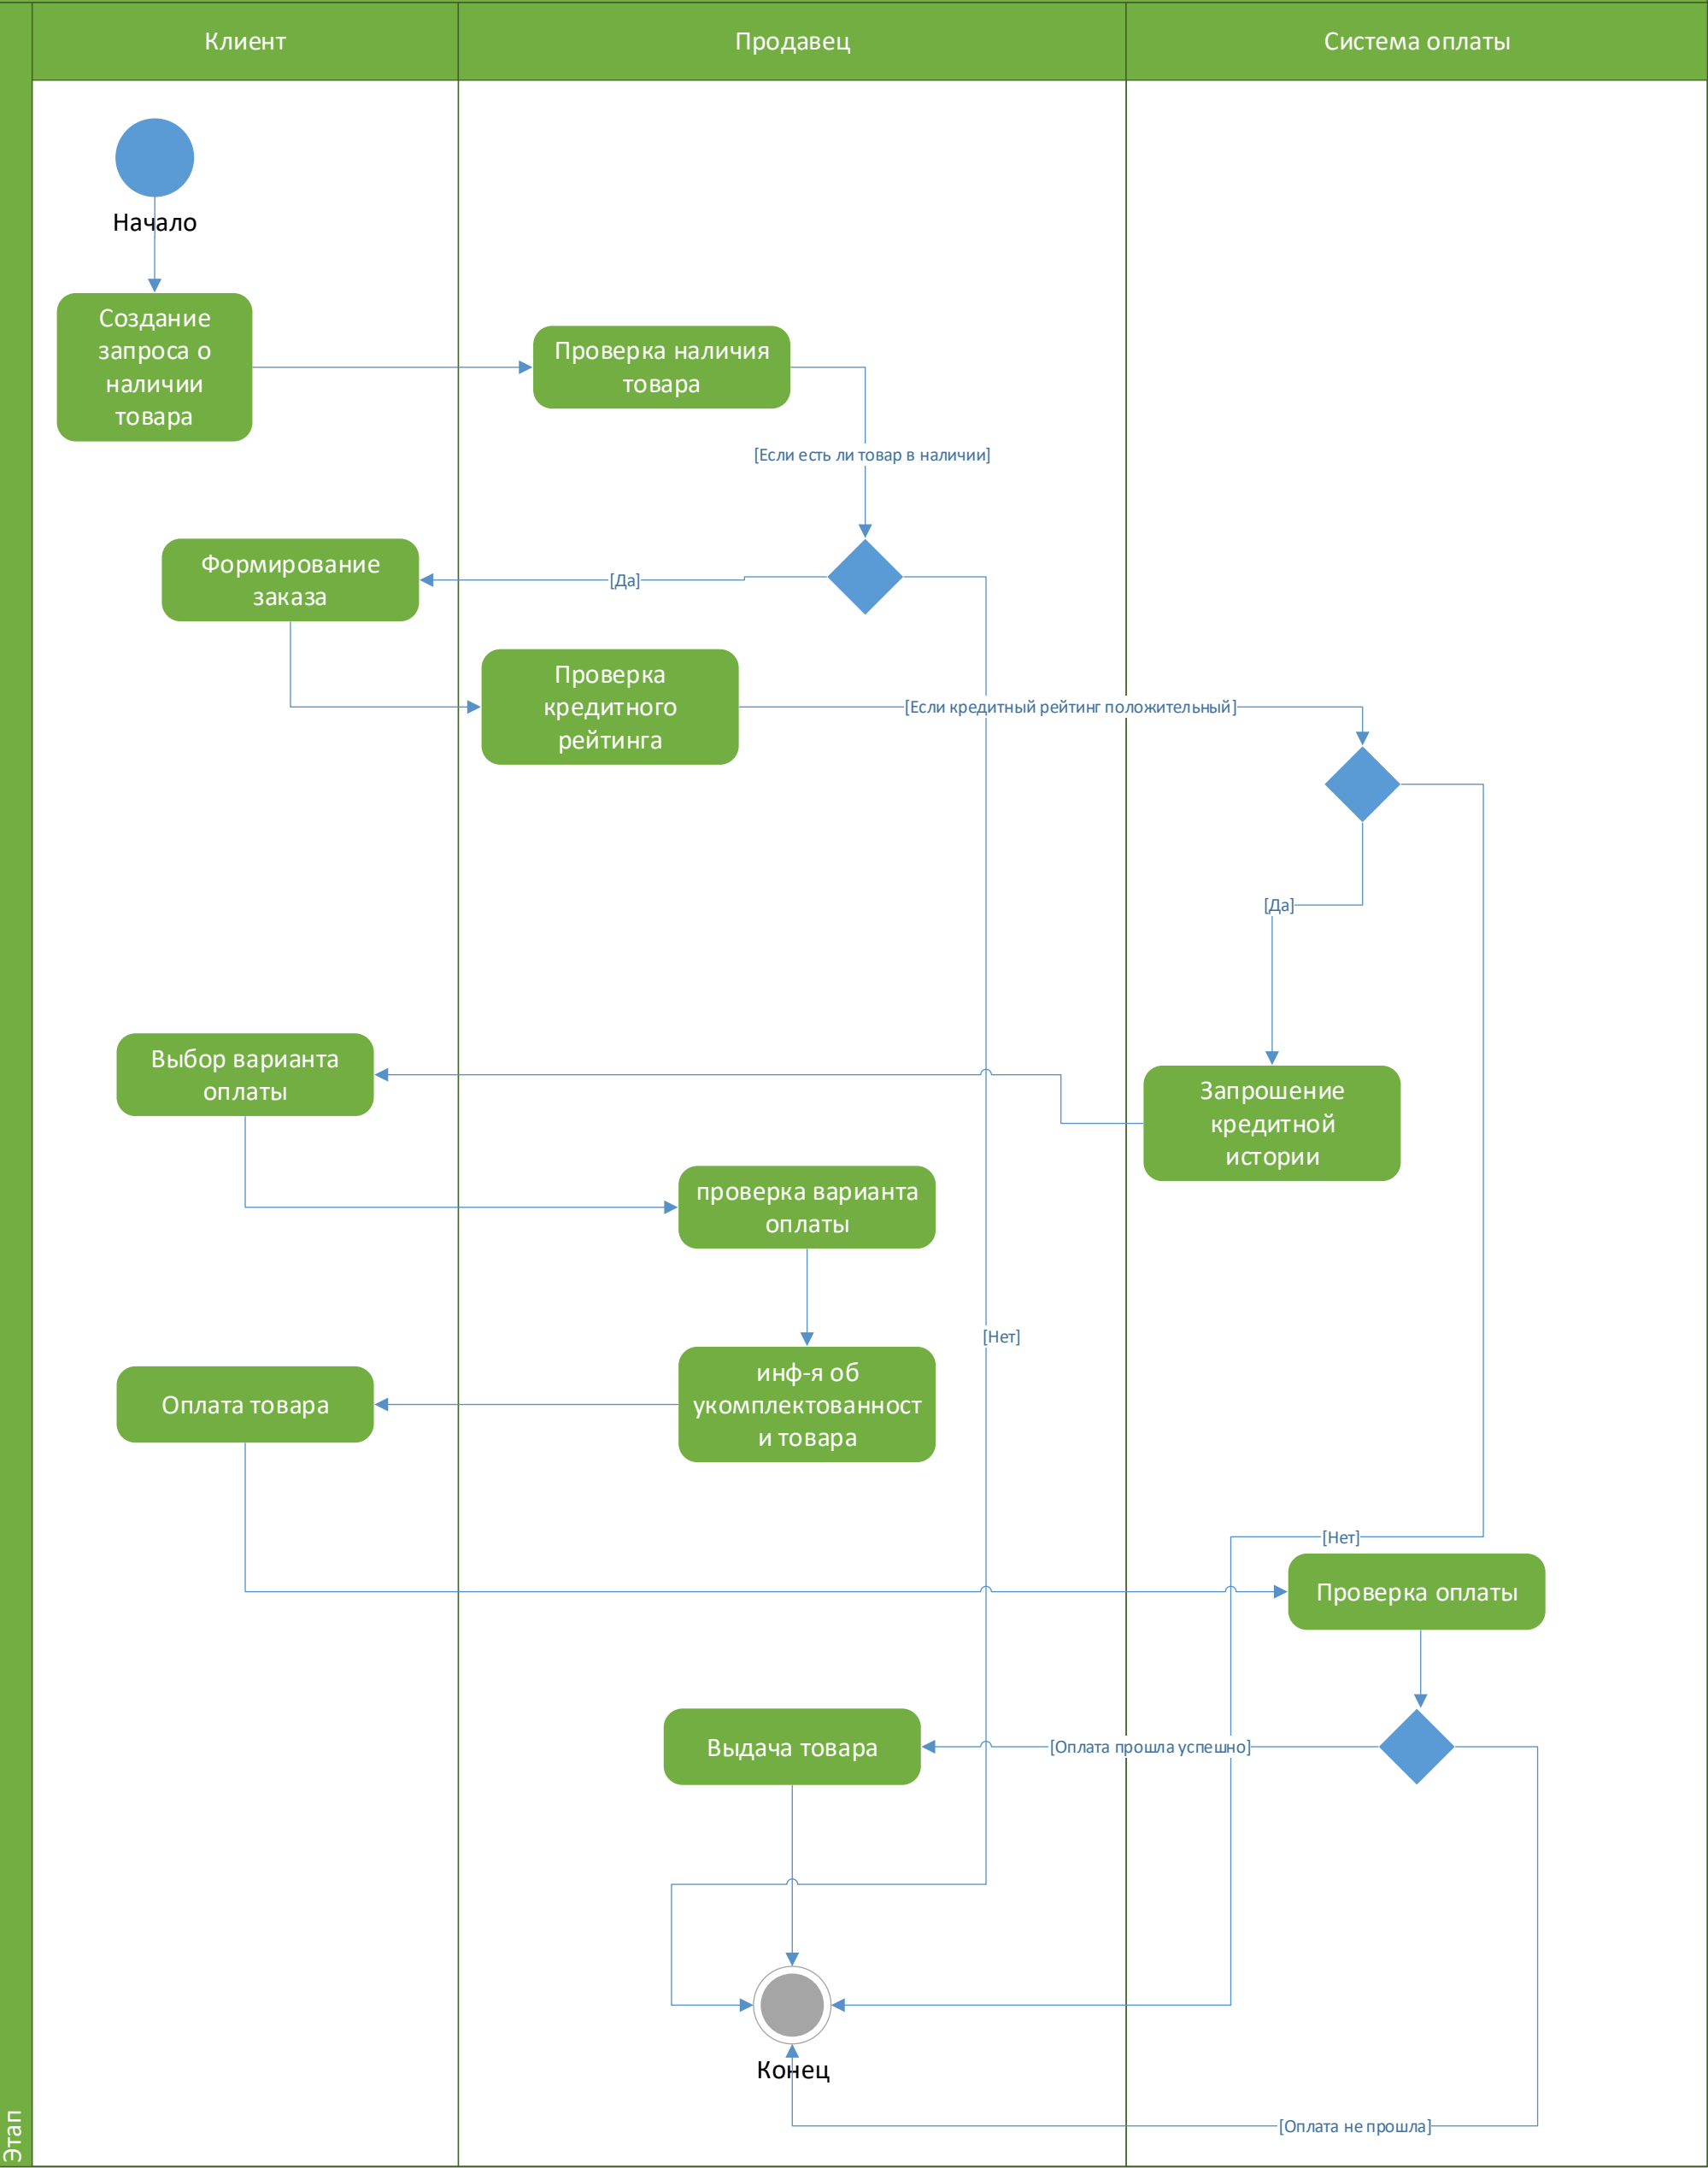 Клиент
Продавец
Система оплаты
Начало
Создание
запроса о
наличии
товара
Проверка наличия
товара
[Если есть ли товар в наличии]
Формирование
заказа
[Да]
Проверка
кредитного
рейтинга
[Если кредитный рейтинг положительный]
[Да]
Выбор варианта
оплаты
Запрошение
кредитной
истории
проверка варианта
оплаты
[Нет]
инф-я об
укомплектованност
и товара
Оплата товара
[Нет]
Проверка оплаты
Выдача товара
[Оплата прошла успешно]
Конец
[Оплата не прошла]
Этап